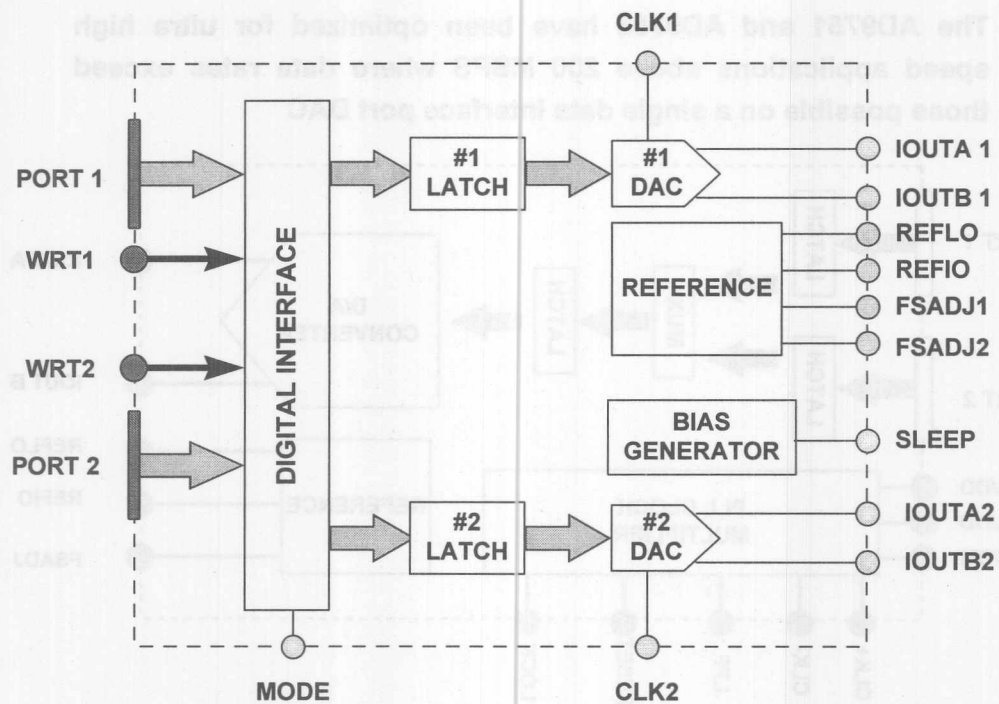 The AD9751 and have been optimized for ultra high
speed applications above where data rates exceed
those possible on a single data interface port DAC
CLK1
PORT 1
WRT1
WRT2
PORT 2
DIGITAL INTERFACE
#1
LATCH
#1
DAC
IOUTA 1
IOUTB 1
REFERENCE
REFLO
REFIO
FSADJ1
FSADJ2
BIAS
GENERATOR
SLEEP
#2
LATCH
#2
DAC
IOUTA2
IOUTB2
MODE
CLK2